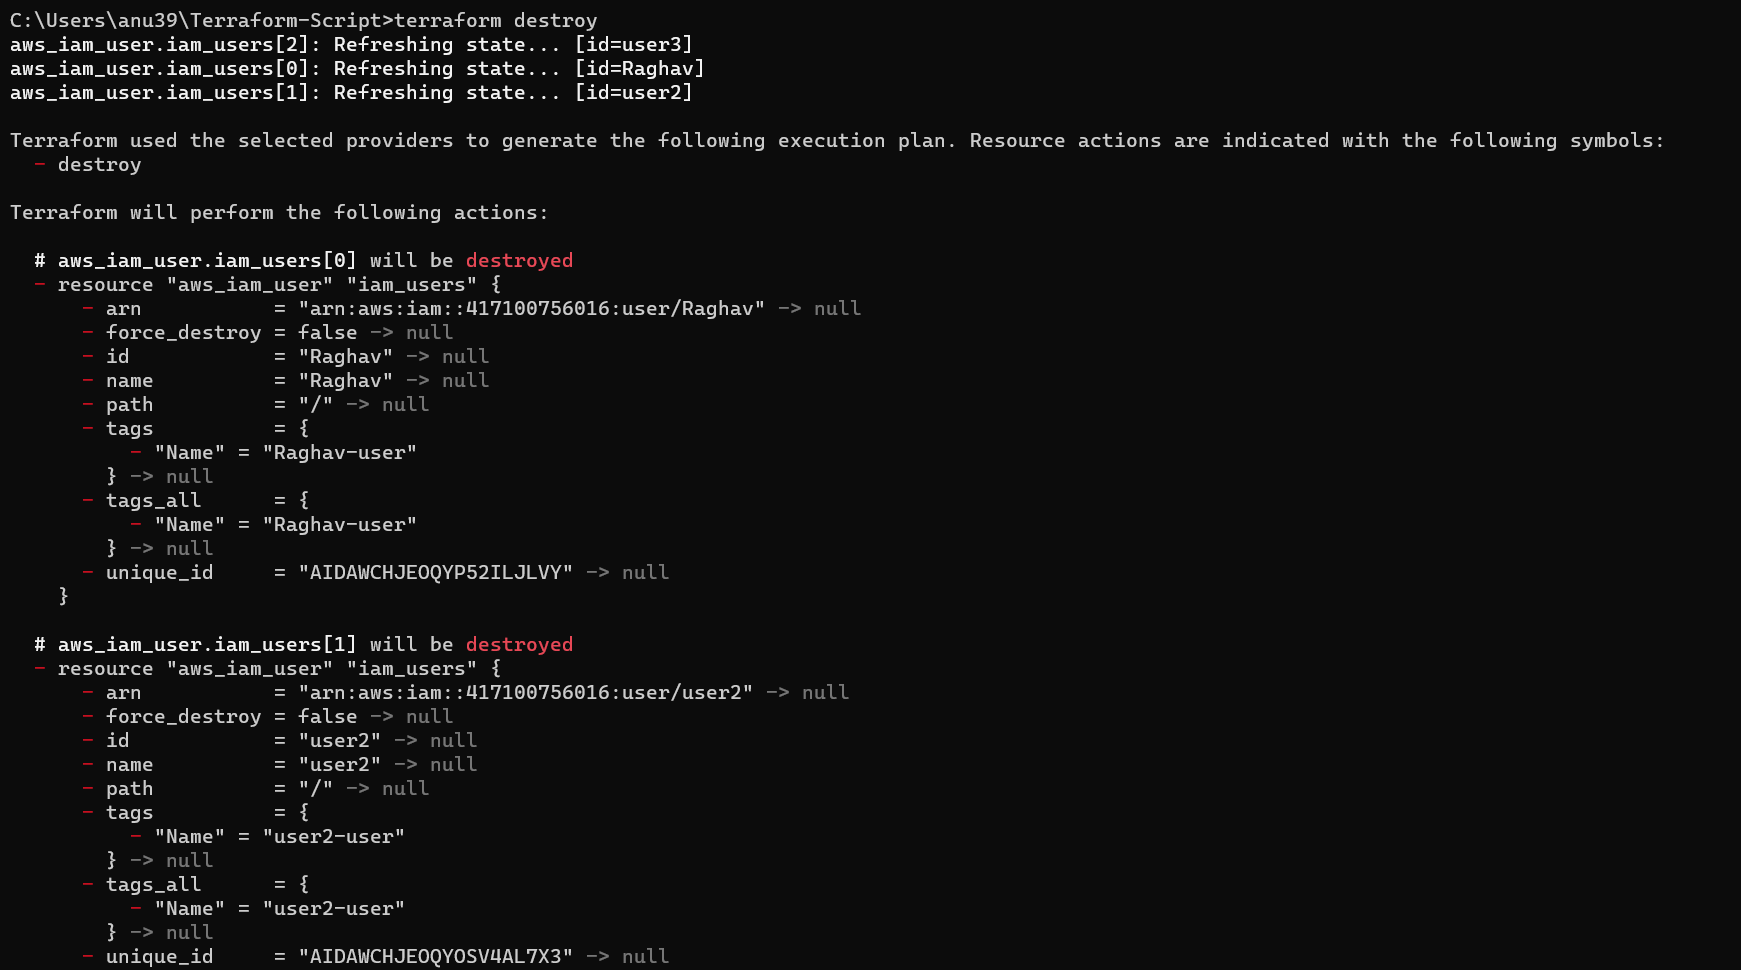 C:\Users\anu39\Terraform-Script>terraform destroy
aws_iam_user.iam_users[2]: Refreshing state... [id=user3]
aws_iam_user.iam_users[0]: Refreshing state... [id=Raghav]
aws_iam_user.iam_users[1]: Refreshing state... [id=user2]

Terraform used the selected providers to generate the following execution plan. Resource actions are indicated with the following symbols:
  - destroy

Terraform will perform the following actions:

  # aws_iam_user.iam_users[0] will be destroyed
  - resource "aws_iam_user" "iam_users" {
      - arn           = "arn:aws:iam::417100756016:user/Raghav" -> null
      - force_destroy = false -> null
      - id            = "Raghav" -> null
      - name          = "Raghav" -> null
      - path          = "/" -> null
      - tags          = {
          - "Name" = "Raghav-user"
        } -> null
      - tags_all      = {
          - "Name" = "Raghav-user"
        } -> null
      - unique_id     = "AIDAWCHJEOQYP52ILJLVY" -> null
    }

  # aws_iam_user.iam_users[1] will be destroyed
  - resource "aws_iam_user" "iam_users" {
      - arn           = "arn:aws:iam::417100756016:user/user2" -> null
      - force_destroy = false -> null
      - id            = "user2" -> null
      - name          = "user2" -> null
      - path          = "/" -> null
      - tags          = {
          - "Name" = "user2-user"
        } -> null
      - tags_all      = {
          - "Name" = "user2-user"
        } -> null
      - unique_id     = "AIDAWCHJEOQYOSV4AL7X3" -> null